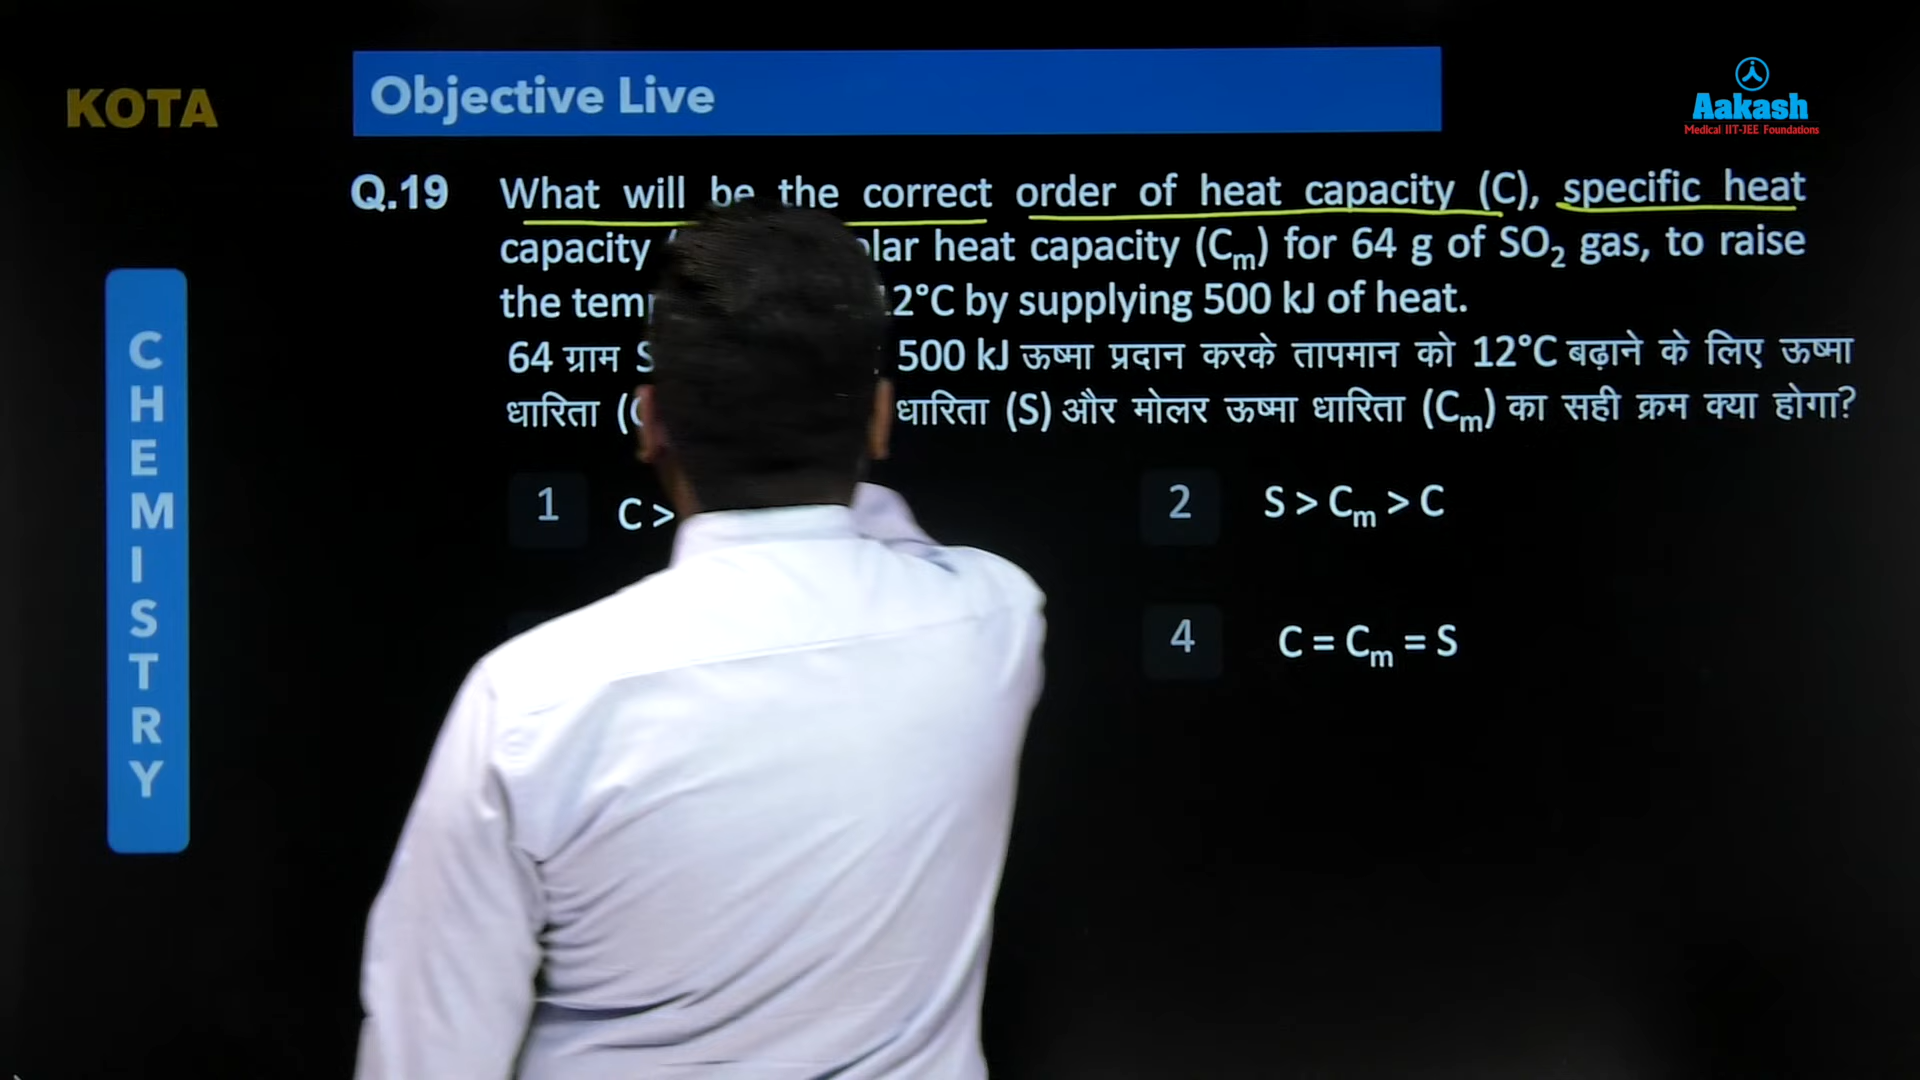 KOTA
Objective Live
Aakash
Medical IIT-JEE Foundations
Q.19 What will be the correct order of heat capacity (C), specific heat
capacity heat capacity (Cₘ) for 64 g of SO₂ gas, to raise
the 2°C by supplying 500 kJ of heat.
64 ग्राम 500 kJ ऊष्मा प्रदान करके तापमान को 12°C बढ़ाने के लिए ऊष्मा
धारिता धारिता (S) और मोलर ऊष्मा धारिता (Cₘ) का सही क्रम क्या होगा?
1 C >
2 S > Cₘ > C
4 C = Cₘ = S
CHEMISTRY